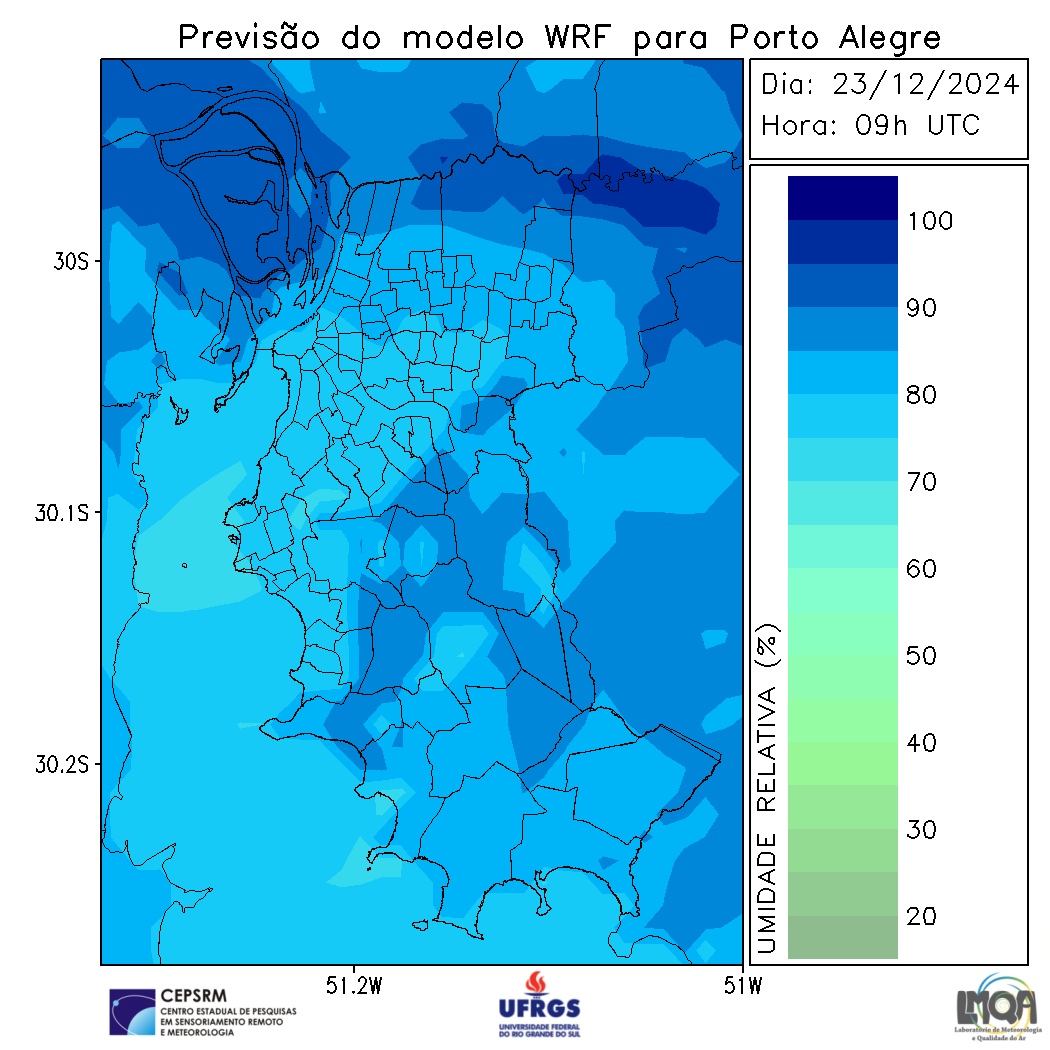 Previsão do modelo WRF para Porto Alegre
Dia: 23/12/2024
Hora: 09h UTC
100
90
80
70
60
50
40
30
20
UMIDADE RELATIVA (%)
30S
30.1S
30.2S
51.2W
51W
CEPSRM
CENTRO ESTADUAL DE PESQUISAS
EM SENSORIAMENTO REMOTO
E METEOROLOGIA
UFRGS
UNIVERSIDADE FEDERAL
DO RIO GRANDE DO SUL
LMQA
Laboratório de Meteorologia
e Qualidade do Ar